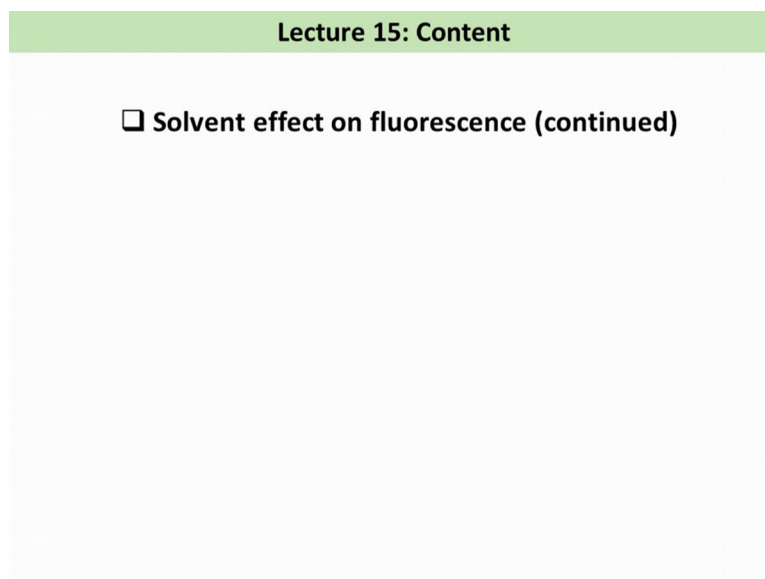 Lecture 15: Content
❑ Solvent effect on fluorescence (continued)